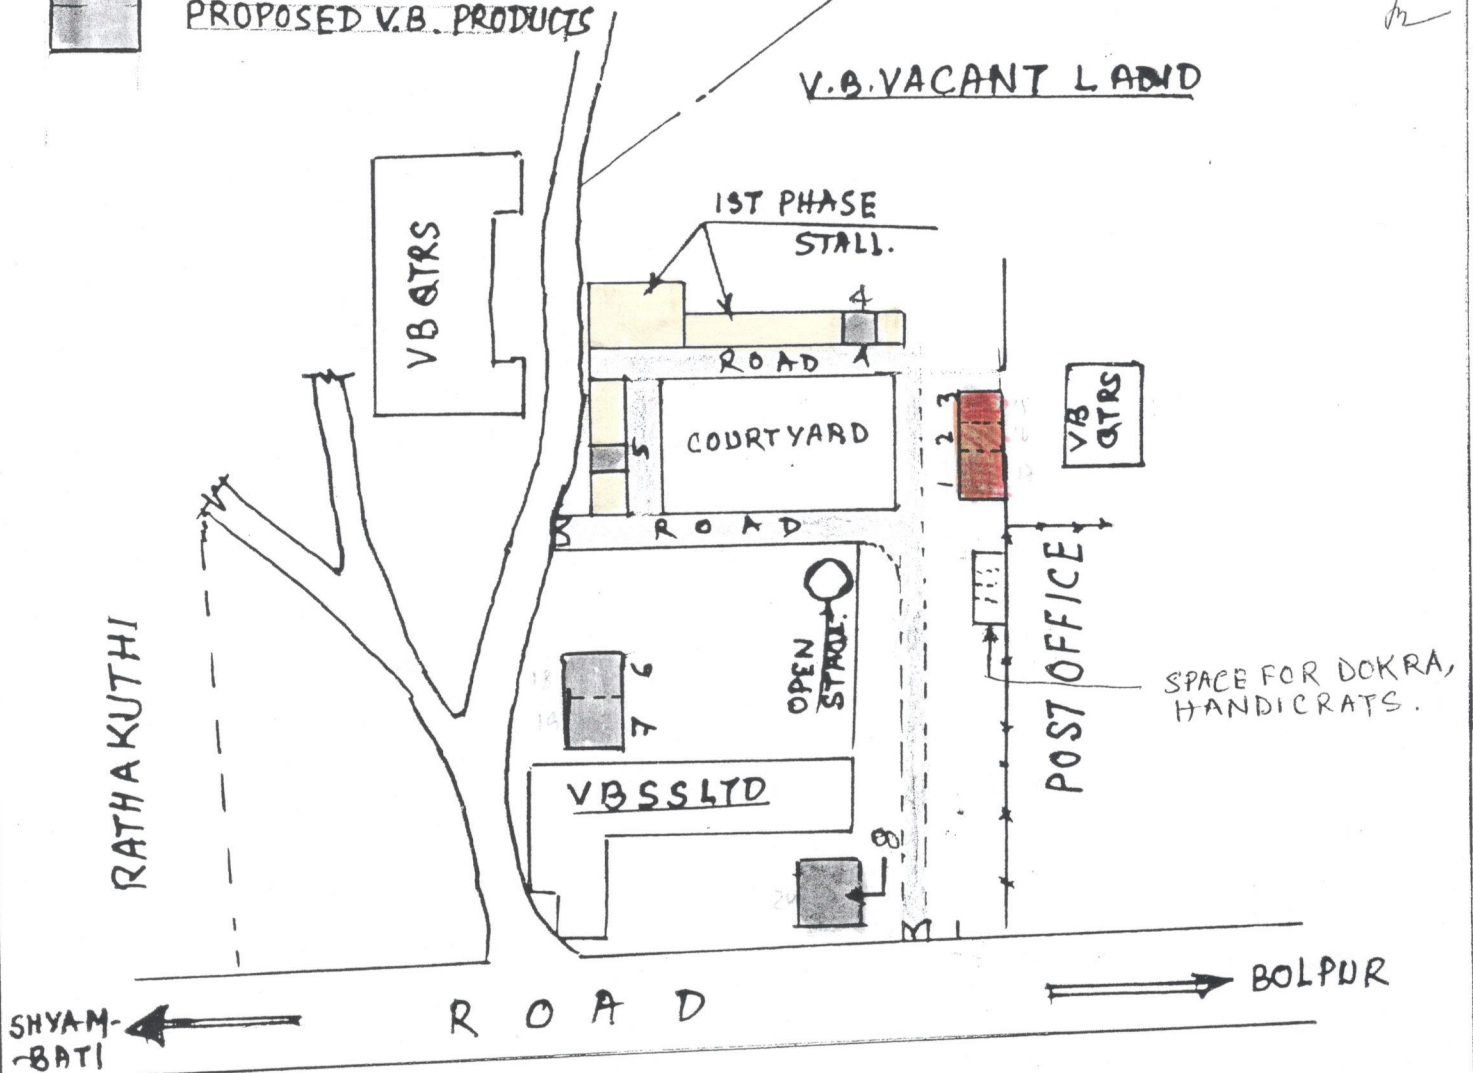 PROPOSED V.B. PRODUCTS
V.B. VACANT LAND
1ST PHASE
STALL.
VB QTRS
4
ROAD
COURTYARD
5
3
2
1
VB
QTRS
ROAD
OPEN
STALL.
6
7
POST OFFICE
SPACE FOR DOKRA,
HANDICRATS.
RATHAKUTHI
VBSSLTD
8
ROAD
BOLPUR
SHYAM-
-BATI